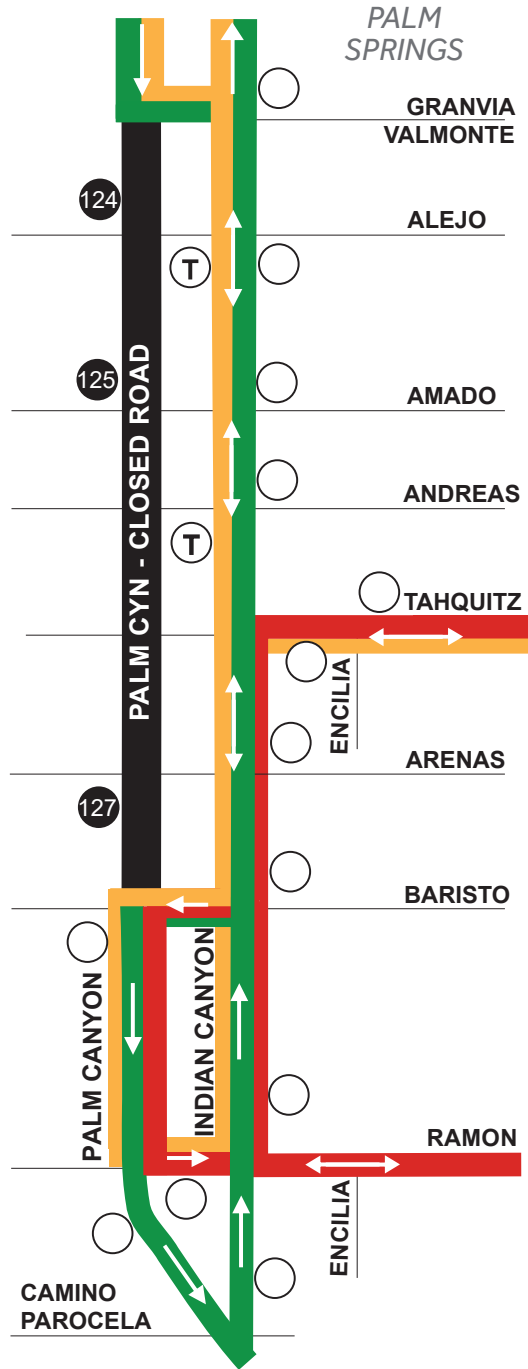 PALM
SPRINGS
GRANVIA
VALMONTE
124
ALEJO
T
125
AMADO
PALM CYN - CLOSED ROAD
ANDREAS
T
TAHQUITZ
ENCILIA
ARENAS
127
BARISTO
PALM CANYON
INDIAN CANYON
RAMON
ENCILIA
CAMINO
PAROCELA